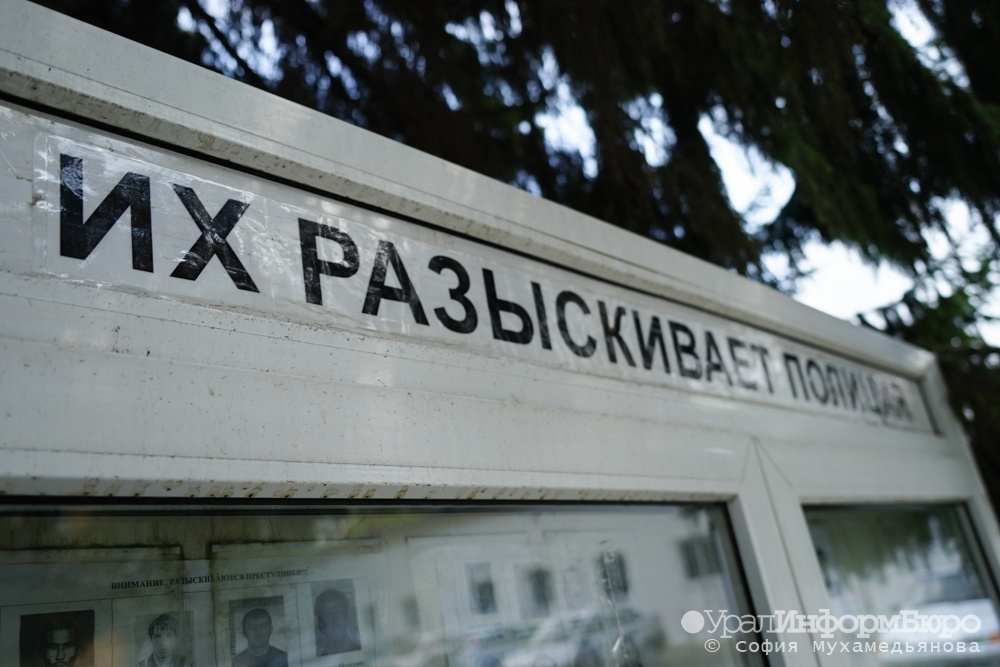 ИХ РАЗЫСКИВАЕТ ПОЛИЦИЯ
ВНИМАНИЕ, РАЗЫСКИВАЮТСЯ ПРЕСТУПНИКИ!!!
УралИнформБюро
© София Мухамедьянова